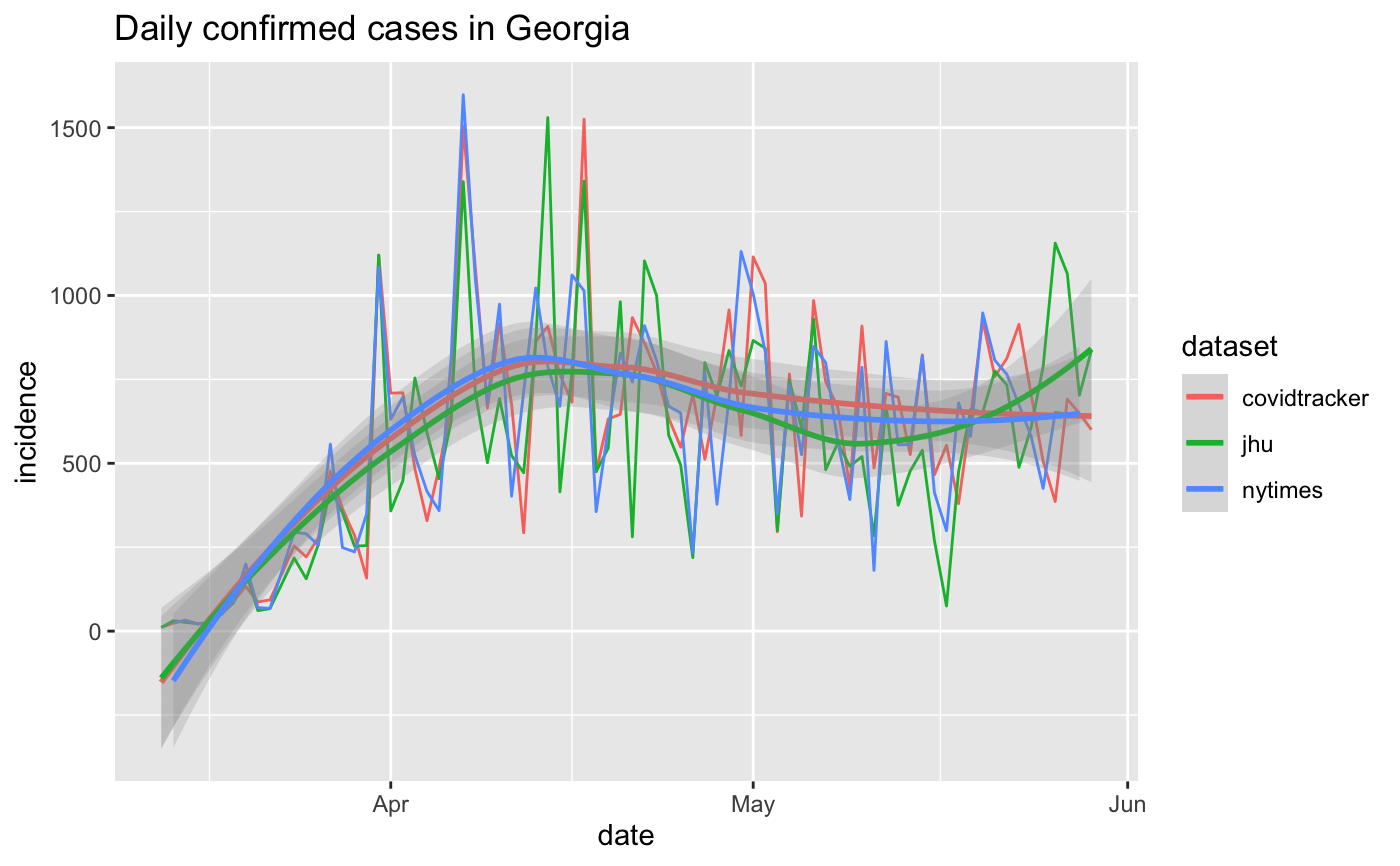 Daily confirmed cases in Georgia
1500
1000
500
0
incidence
Apr
May
Jun
date
dataset
covidtracker
jhu
nytimes